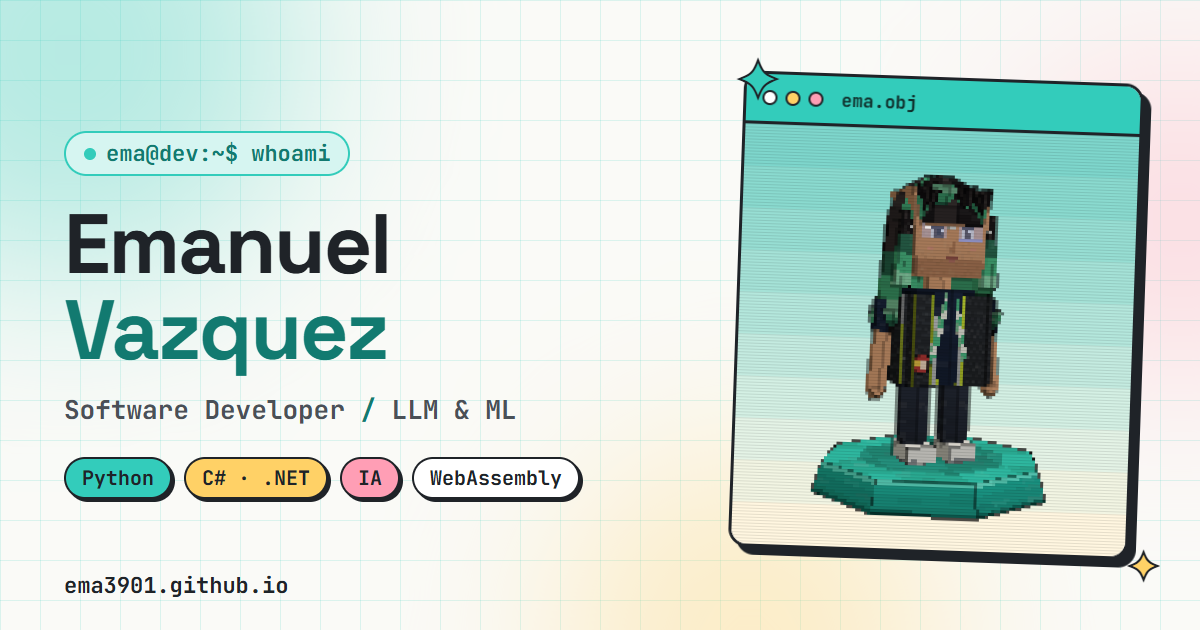 ema@dev:~$ whoami
Emanuel
Vazquez
Software Developer / LLM & ML
Python
C# · .NET
IA
WebAssembly
ema3901.github.io
ema.obj